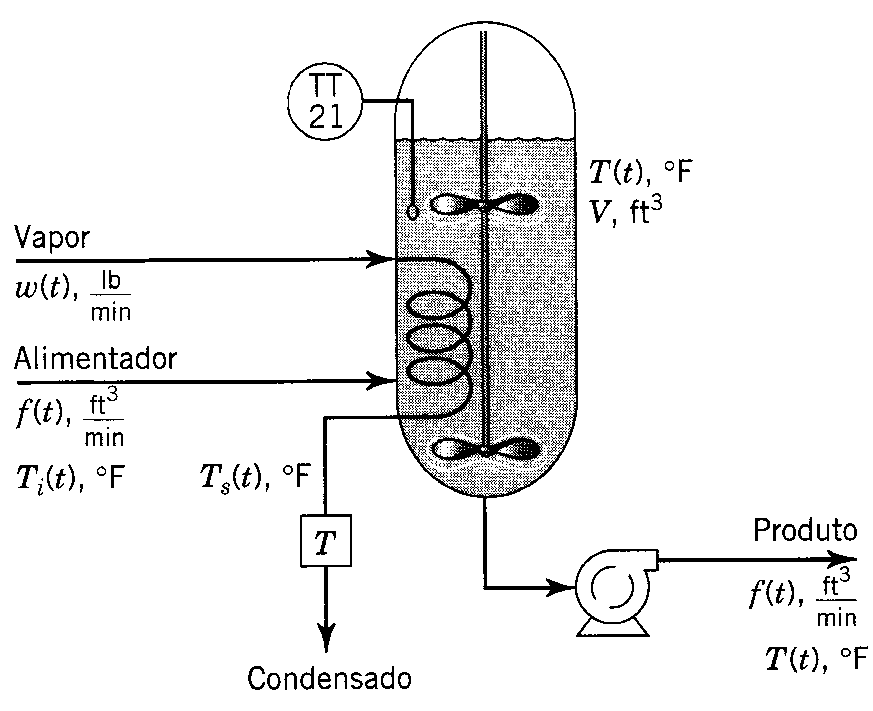 TT
21
T(t), °F
V, ft³
Vapor
w(t), lb/min
Alimentador
f(t), ft³/min
Tᵢ(t), °F
Tₛ(t), °F
T
Condensado
Produto
f(t), ft³/min
T(t), °F